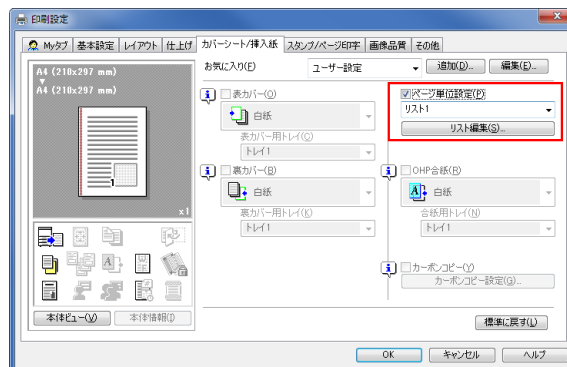 印刷設定
Myタブ 基本設定 レイアウト 仕上げ カバーシート/挿入紙 スタンプ/ページ印字 画像品質 その他
A4 (210x297 mm)
A4 (210x297 mm)
1
x1
本体ビュー(V) 本体情報(I)
お気に入り(F) ユーザー設定 追加(D)... 編集(E)...
表カバー(O)
白紙
表カバー用トレイ(C)
トレイ1
ページ単位設定(P)
リスト1
リスト編集(S)...
裏カバー(B)
白紙
裏カバー用トレイ(K)
トレイ1
OHP合紙(R)
白紙
合紙用トレイ(N)
トレイ1
カーボンコピー(Y)
カーボンコピー設定(G)...
標準に戻す(L)
OK キャンセル ヘルプ